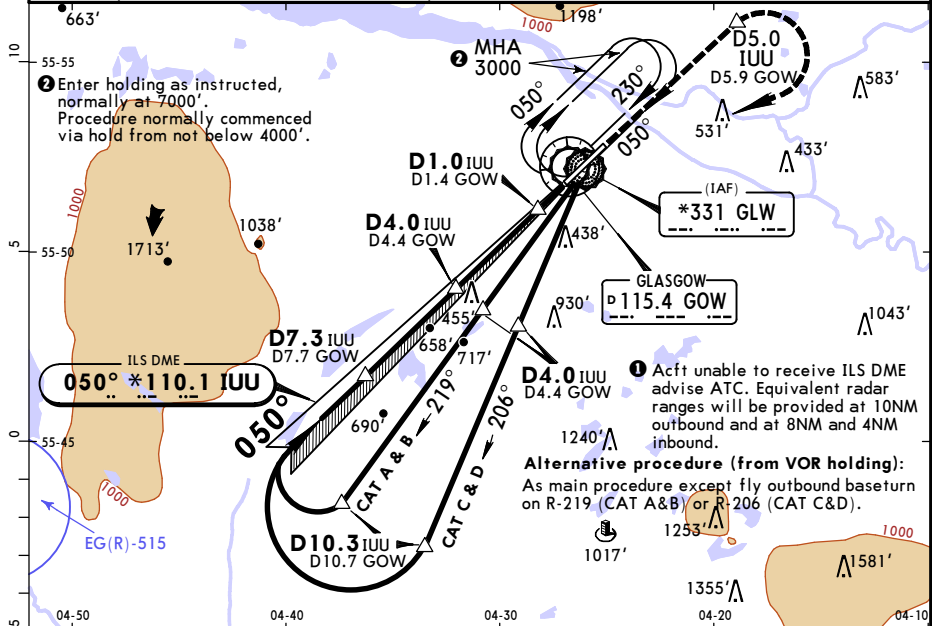 663'
1198'
1000
10
55-55
❷ MHA
3000
D5.0
IUU
D5.9 GOW
583'
531'
433'
050°
230°
050°
❷ Enter holding as instructed,
normally at 7000'.
Procedure normally commenced
via hold from not below 4000'.
1000
1713'
1038'
D1.0 IUU
D1.4 GOW
D4.0 IUU
D4.4 GOW
(IAF)
*331 GLW
438'
5
55-50
GLASGOW
D 115.4 GOW
930'
1043'
455'
658'
717'
D7.3 IUU
D7.7 GOW
ILS DME
050° *110.1 IUU
050°
690'
D4.0 IUU
D4.4 GOW
❶ Acft unable to receive ILS DME
advise ATC. Equivalent radar
ranges will be provided at 10NM
outbound and at 8NM and 4NM
inbound.
CAT A & B
219°
CAT C & D
206°
0
55-45
1240'
Alternative procedure (from VOR holding):
As main procedure except fly outbound baseturn
on R-219 (CAT A&B) or R-206 (CAT C&D).
1000
EG(R)-515
D10.3 IUU
D10.7 GOW
1017'
1253'
1000
1581'
1355'
5
04-50
04-40
04-30
04-20
04-10